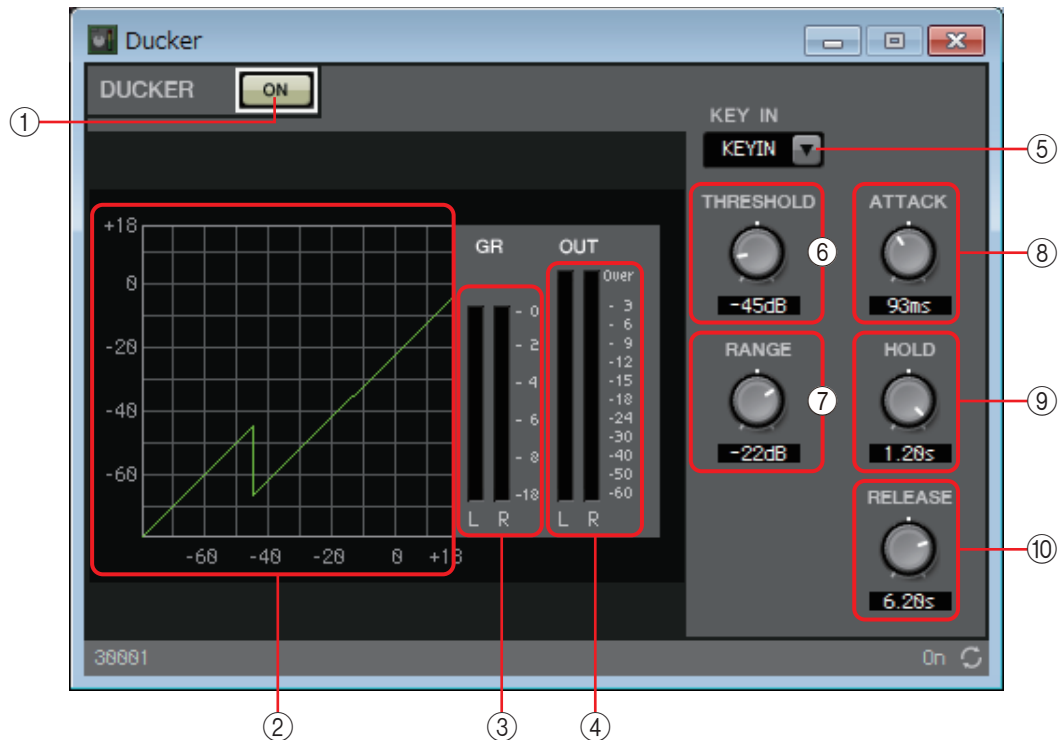 Ducker
DUCKER
ON
①
KEY IN
KEYIN
⑤
THRESHOLD
ATTACK
⑥
⑧
-45dB
93ms
RANGE
HOLD
⑦
⑨
-22dB
1.20s
RELEASE
⑩
6.20s
+18
0
-20
-40
-60
-60 -40 -20 0 +18
GR
- 0
- 2
- 4
- 6
- 8
-18
L R
OUT
Over
- 3
- 6
- 9
-12
-15
-18
-24
-30
-40
-50
-60
L R
30001
On
②
③
④